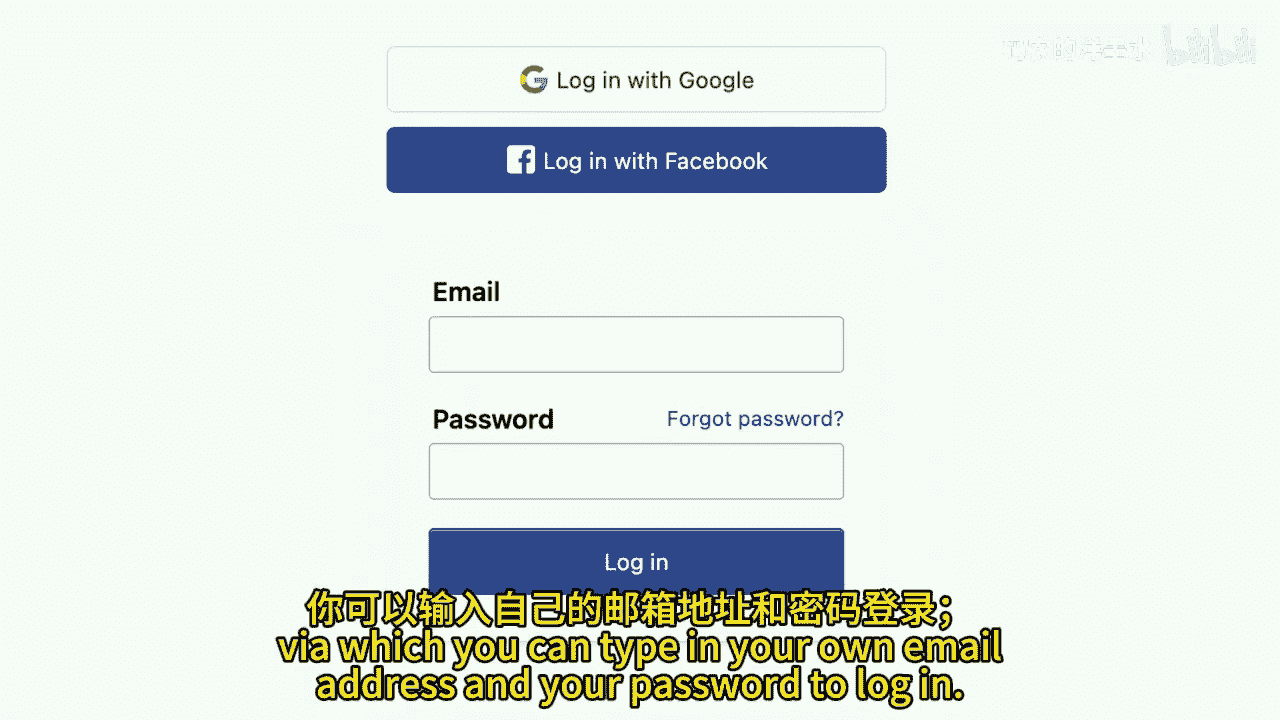 bilibili
Log in with Google
Log in with Facebook
Email
Password
Forgot password?
Log in
你可以输入自己的邮箱地址和密码登录；
via which you can type in your own email
address and your password to log in.